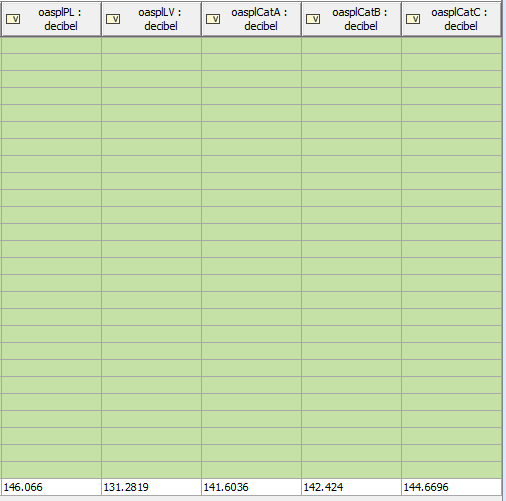 oasplPL :
decibel
oasplLV :
decibel
oasplCatA :
decibel
oasplCatB :
decibel
oasplCatC :
decibel
146.066 131.2819 141.6036 142.424 144.6696